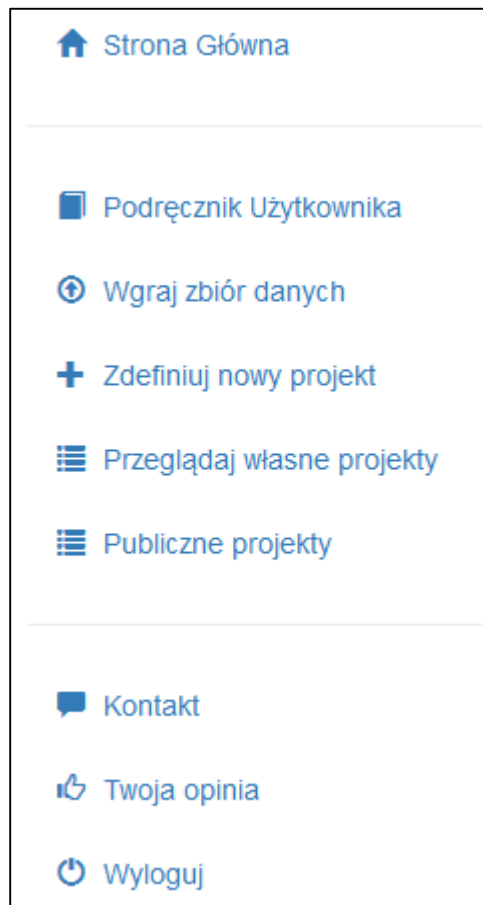 Strona Główna
Podręcznik Użytkownika
Wgraj zbiór danych
Zdefiniuj nowy projekt
Przeglądaj własne projekty
Publiczne projekty
Kontakt
Twoja opinia
Wyloguj